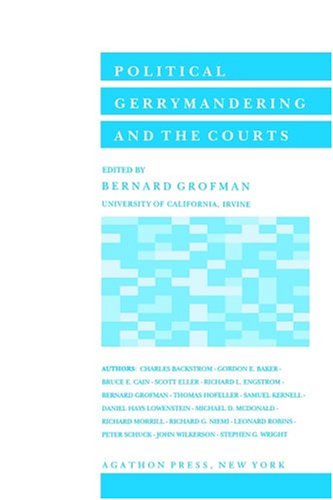 POLITICAL
GERRYMANDERING
AND THE COURTS
EDITED BY
BERNARD GROFMAN
UNIVERSITY OF CALIFORNIA, IRVINE
AUTHORS: CHARLES BACKSTROM · GORDON E. BAKER ·
BRUCE E. CAIN · SCOTT ELLER · RICHARD L. ENGSTROM ·
BERNARD GROFMAN · THOMAS HOFELLER · SAMUEL KERNELL ·
DANIEL HAYS LOWENSTEIN · MICHAEL D. MCDONALD ·
RICHARD MORRILL · RICHARD G. NIEMI · LEONARD ROBINS ·
PETER SCHUCK · JOHN WILKERSON · STEPHEN G. WRIGHT
AGATHON PRESS, NEW YORK